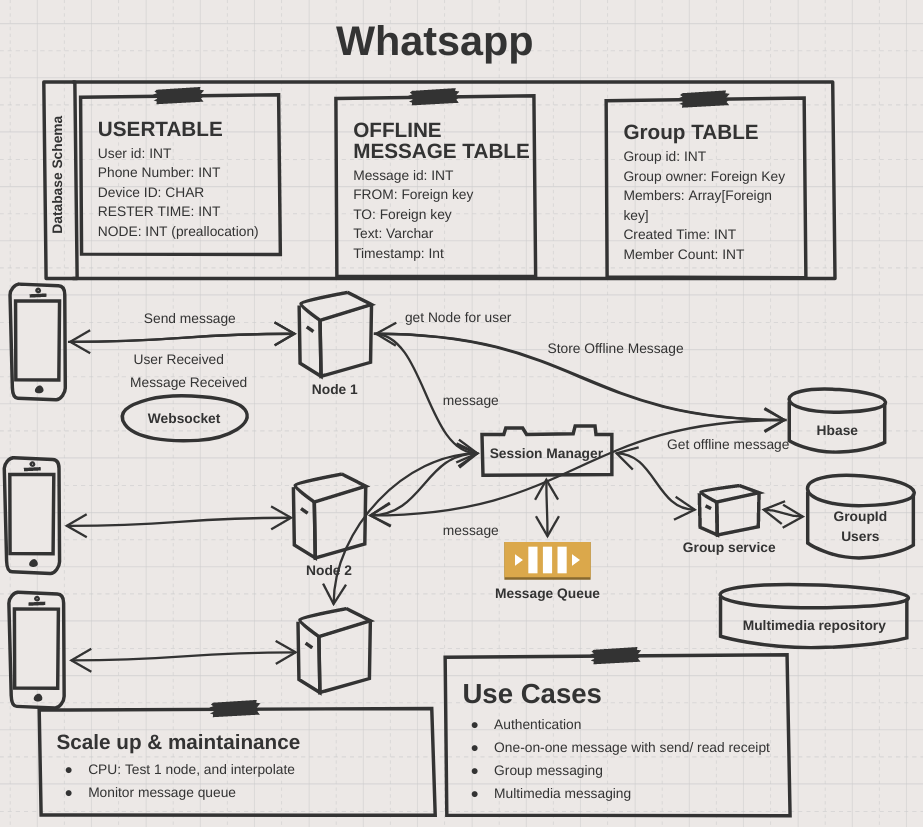 Whatsapp
Database Schema
USERTABLE
User id: INT
Phone Number: INT
Device ID: CHAR
RESTER TIME: INT
NODE: INT (preallocation)
OFFLINE
MESSAGE TABLE
Message id: INT
FROM: Foreign key
TO: Foreign key
Text: Varchar
Timestamp: Int
Group TABLE
Group id: INT
Group owner: Foreign Key
Members: Array[Foreign
key]
Created Time: INT
Member Count: INT
Send message
get Node for user
Store Offline Message
User Received
Message Received
Node 1
message
Websocket
Hbase
Get offline message
Session Manager
GroupId
Users
message
Group service
Node 2
Message Queue
Multimedia repository
Use Cases
Authentication
One-on-one message with send/ read receipt
Group messaging
Multimedia messaging
Scale up & maintainance
CPU: Test 1 node, and interpolate
Monitor message queue